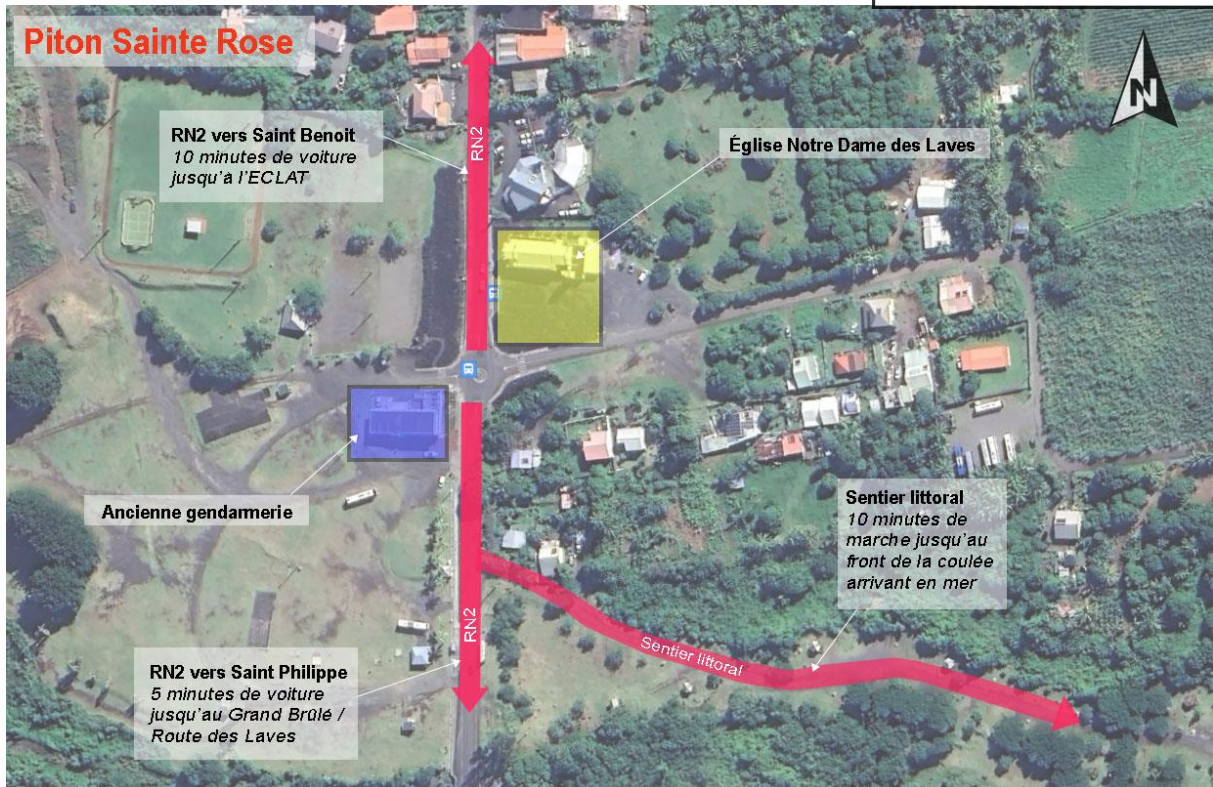 Piton Sainte Rose
N
RN2 vers Saint Benoit
10 minutes de voiture
jusqu'à l'ECLAT
RN2
Église Notre Dame des Laves
Ancienne gendarmerie
Sentier littoral
10 minutes de
marche jusqu'au
front de la coulée
arrivant en mer
RN2 vers Saint Philippe
5 minutes de voiture
jusqu'au Grand Brûlé /
Route des Laves
RN2
Sentier littoral